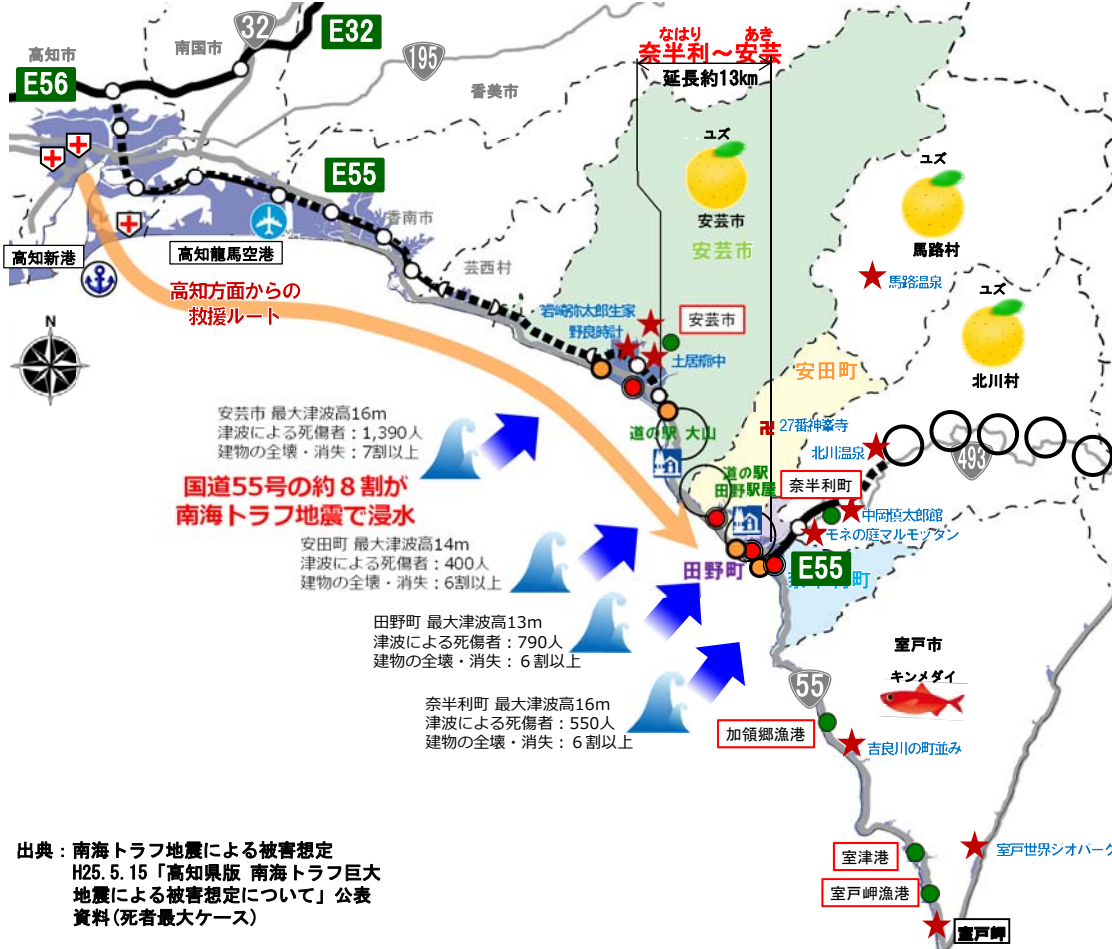 高知市
南国市
32
E32
195
E56
香美市
なはり あき
奈半利～安芸
延長約13km
ユズ
安芸市
安芸市
ユズ
馬路村
馬路温泉
ユズ
北川村
E55
香南市
高知新港
高知龍馬空港
芸西村
高知方面からの
救援ルート
N
岩崎弥太郎生家
野良時計
安芸市
土居廓中
安田町
道の駅 大山
27番神峯寺
北川温泉
493
道の駅
田野駅屋
奈半利町
中岡慎太郎館
モネの庭マルモッタン
田野町
E55
奈半利町
安芸市 最大津波高16m
津波による死傷者：1,390人
建物の全壊・消失：7割以上
国道55号の約８割が
南海トラフ地震で浸水
安田町 最大津波高14m
津波による死傷者：400人
建物の全壊・消失：6割以上
田野町 最大津波高13m
津波による死傷者：790人
建物の全壊・消失：６割以上
奈半利町 最大津波高16m
津波による死傷者：550人
建物の全壊・消失：６割以上
室戸市
キンメダイ
55
加領郷漁港
吉良川の町並み
室津港
室戸世界ジオパーク
室戸岬漁港
室戸岬
出典：南海トラフ地震による被害想定
H25.5.15「高知県版 南海トラフ巨大
地震による被害想定について」公表
資料(死者最大ケース)